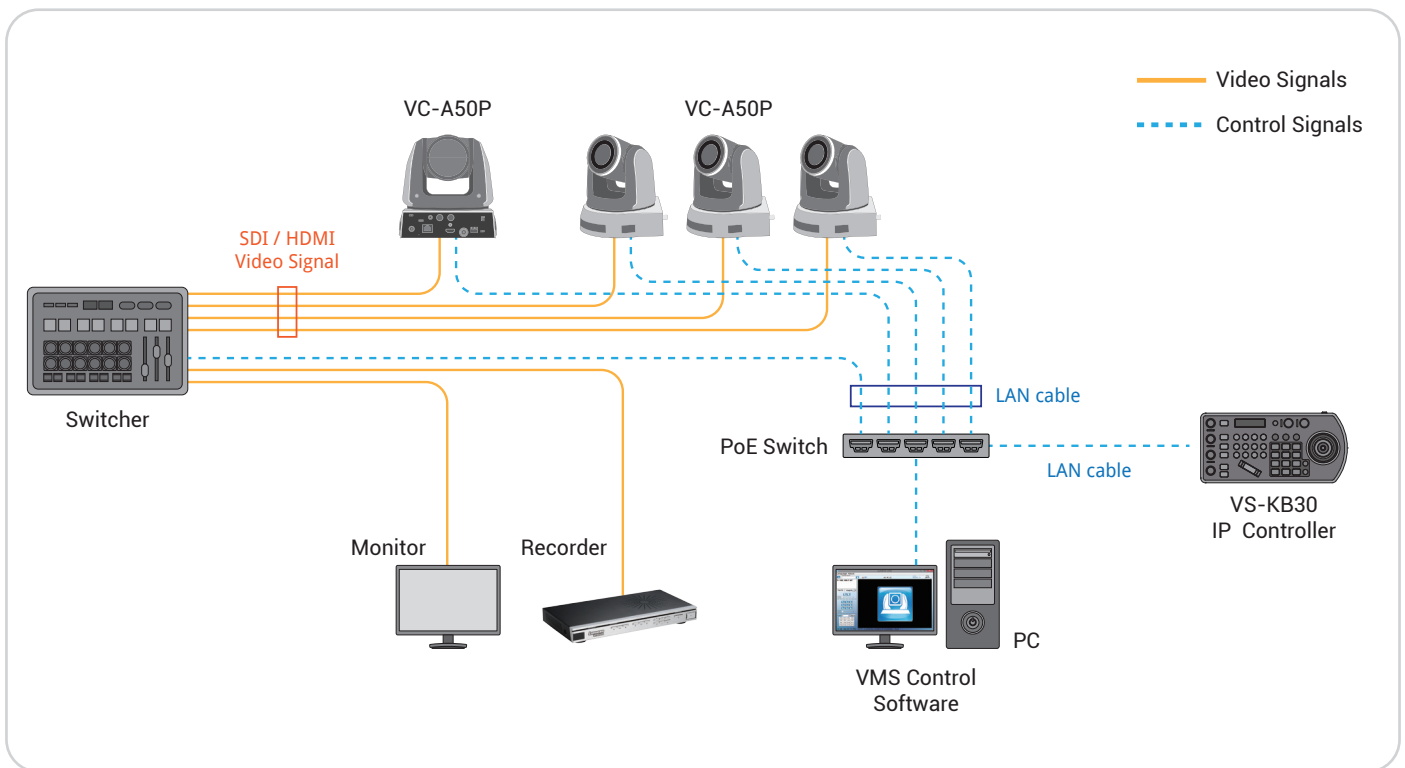 Video Signals
Control Signals
VC-A50P
VC-A50P
SDI / HDMI
Video Signal
Switcher
LAN cable
PoE Switch
LAN cable
VS-KB30
IP Controller
Monitor
Recorder
PC
VMS Control
Software